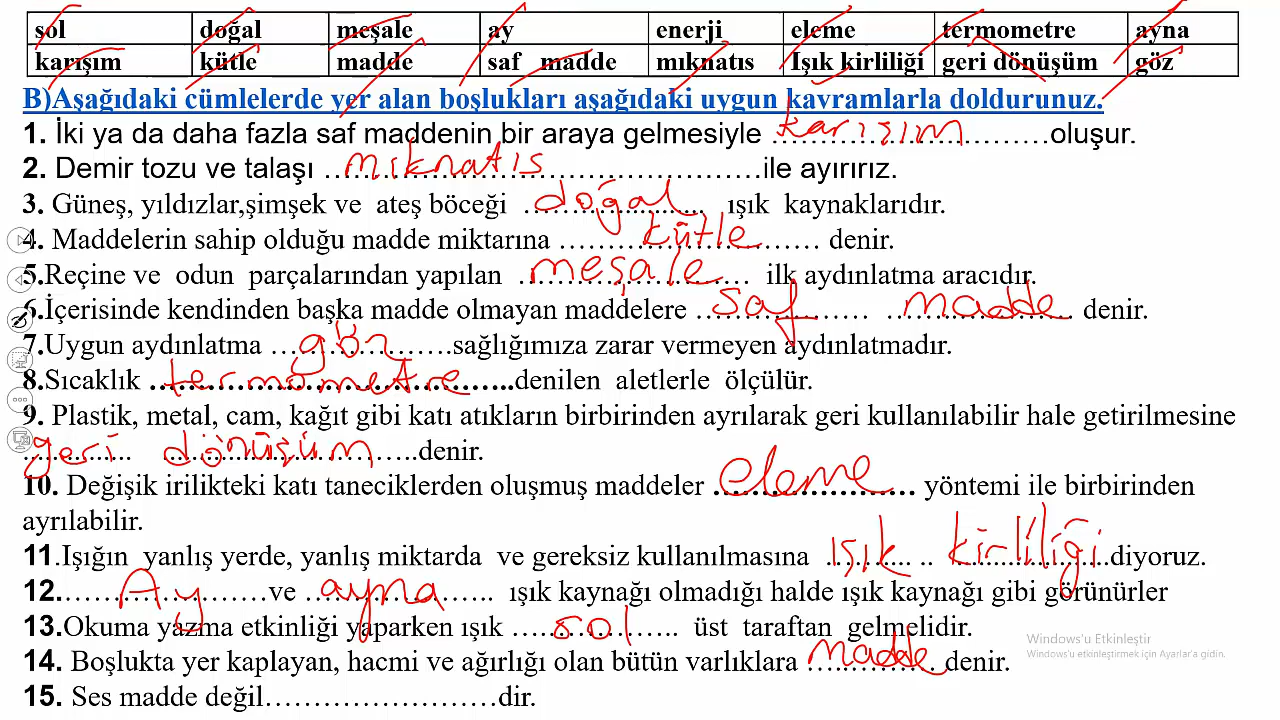 sol doğal meşale ay enerji eleme termometre ayna
karışım kütle madde saf madde mıknatıs Işık kirliliği geri dönüşüm göz
B)Aşağıdaki cümlelerde yer alan boşlukları aşağıdaki uygun kavramlarla doldurunuz.
1. İki ya da daha fazla saf maddenin bir araya gelmesiyle karışım oluşur.
2. Demir tozu ve talaşı mıknatıs ile ayırırız.
3. Güneş, yıldızlar,şimşek ve ateş böceği doğal ışık kaynaklarıdır.
4. Maddelerin sahip olduğu madde miktarına kütle denir.
5.Reçine ve odun parçalarından yapılan meşale ilk aydınlatma aracıdır.
6.İçerisinde kendinden başka madde olmayan maddelere saf madde denir.
7.Uygun aydınlatma göz sağlığımıza zarar vermeyen aydınlatmadır.
8.Sıcaklık termometre denilen aletlerle ölçülür.
9. Plastik, metal, cam, kağıt gibi katı atıkların birbirinden ayrılarak geri kullanılabilir hale getirilmesine
geri dönüşüm denir.
10. Değişik irilikteki katı taneciklerden oluşmuş maddeler eleme yöntemi ile birbirinden
ayrılabilir.
11.Işığın yanlış yerde, yanlış miktarda ve gereksiz kullanılmasına ışık kirliliği diyoruz.
12. Ay ve ayna ışık kaynağı olmadığı halde ışık kaynağı gibi görünürler
13.Okuma yazma etkinliği yaparken ışık sol üst taraftan gelmelidir.
14. Boşlukta yer kaplayan, hacmi ve ağırlığı olan bütün varlıklara madde denir.
15. Ses madde değil……………………dir.
Windows'u Etkinleştir
Windows'u etkinleştirmek için Ayarlar'a gidin.